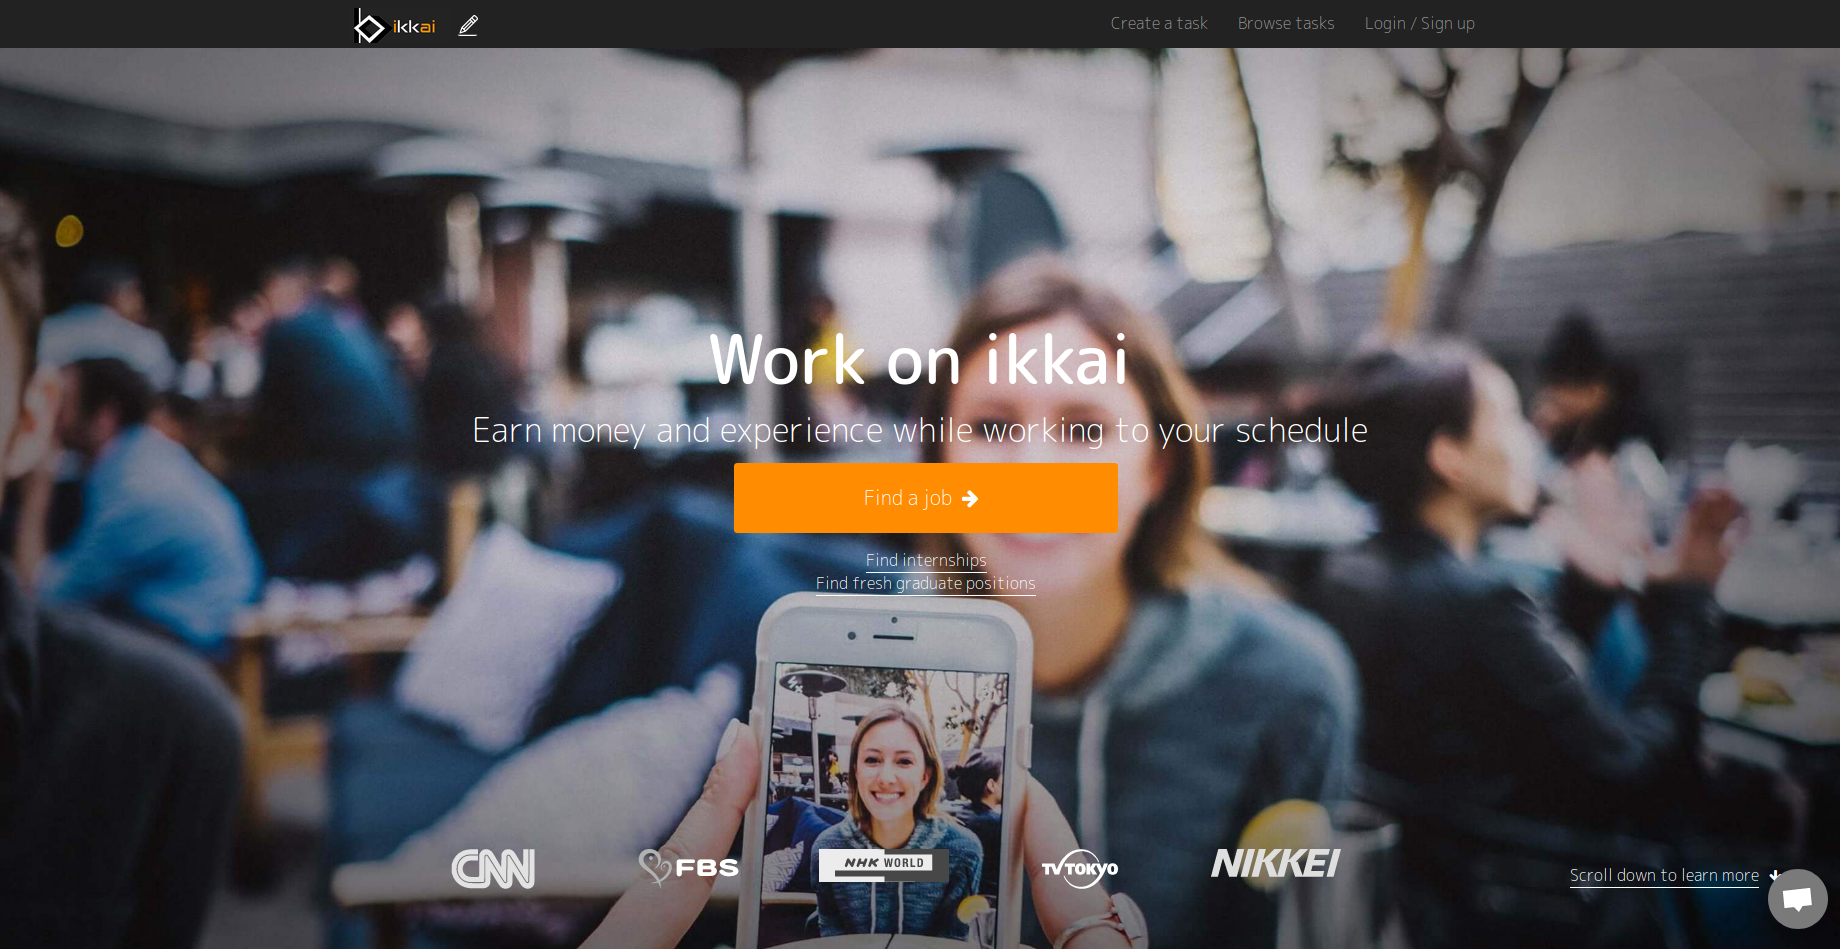 ikkai
Create a task
Browse tasks
Login / Sign up
Work on ikkai
Earn money and experience while working to your schedule
Find a job
Find internships
Find fresh graduate positions
CNN
FBS
NHK WORLD
TV TOKYO
NIKKEI
Scroll down to learn more